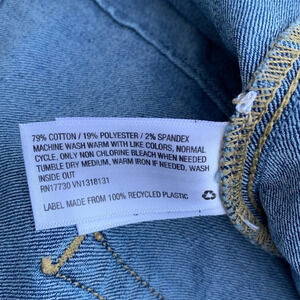 79% COTTON / 19% POLYESTER / 2% SPANDEX
MACHINE WASH WARM WITH LIKE COLORS, NORMAL
CYCLE, ONLY NON CHLORINE BLEACH WHEN NEEDED
TUMBLE DRY MEDIUM, WARM IRON IF NEEDED, WASH
INSIDE OUT
RN17730 VN1318131
LABEL MADE FROM 100% RECYCLED PLASTIC